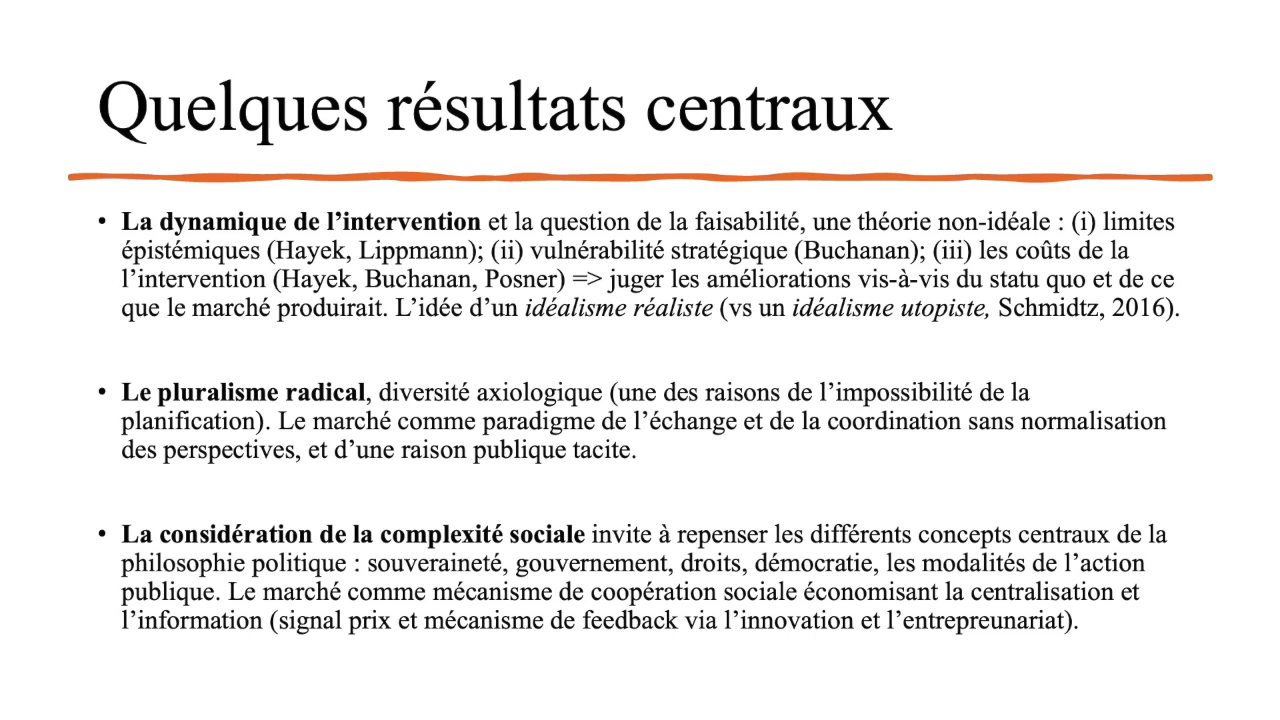 Quelques résultats centraux
• La dynamique de l’intervention et la question de la faisabilité, une théorie non-idéale : (i) limites
épistémiques (Hayek, Lippmann); (ii) vulnérabilité stratégique (Buchanan); (iii) les coûts de la
l’intervention (Hayek, Buchanan, Posner) => juger les améliorations vis-à-vis du statu quo et de ce
que le marché produirait. L’idée d’un idéalisme réaliste (vs un idéalisme utopiste, Schmidtz, 2016).
• Le pluralisme radical, diversité axiologique (une des raisons de l’impossibilité de la
planification). Le marché comme paradigme de l’échange et de la coordination sans normalisation
des perspectives, et d’une raison publique tacite.
• La considération de la complexité sociale invite à repenser les différents concepts centraux de la
philosophie politique : souveraineté, gouvernement, droits, démocratie, les modalités de l’action
publique. Le marché comme mécanisme de coopération sociale économisant la centralisation et
l’information (signal prix et mécanisme de feedback via l’innovation et l’entrepreunariat).